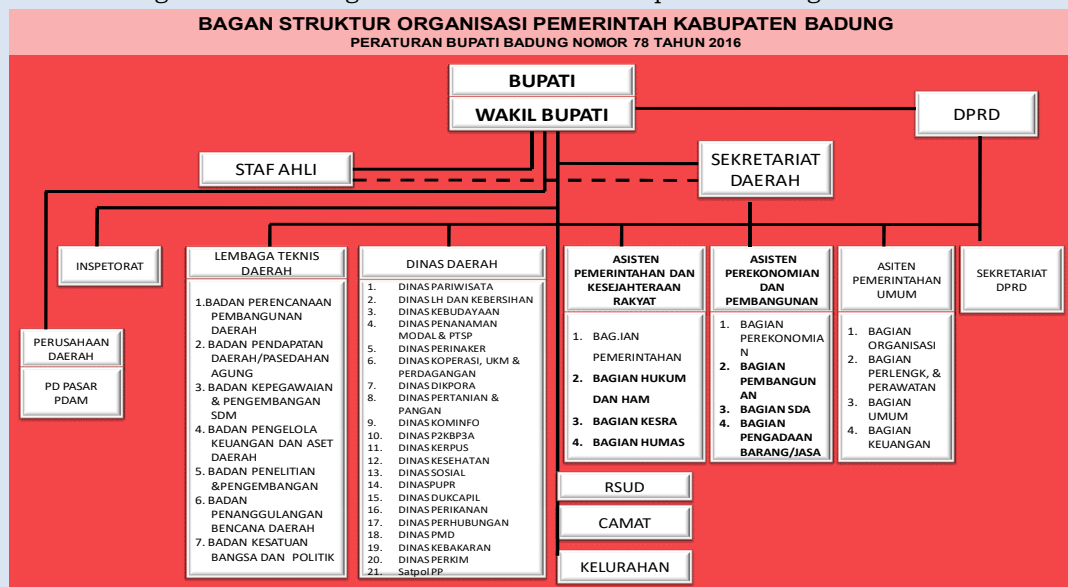 BAGAN STRUKTUR ORGANISASI PEMERINTAH KABUPATEN BADUNG
PERATURAN BUPATI BADUNG NOMOR 78 TAHUN 2016
BUPATI
WAKIL BUPATI
DPRD
STAF AHLI
SEKRETARIAT
DAERAH
INSPETORAT
LEMBAGA TEKNIS
DAERAH
1.BADAN PERENCANAAN
PEMBANGUNAN
DAERAH
2. BADAN PENDAPATAN
DAERAH/PASEDAHAN
AGUNG
3. BADAN KEPEGAWAIAN
& PENGEMBANGAN
SDM
4. BADAN PENGELOLA
KEUANGAN DAN ASET
DAERAH
5. BADAN PENELITIAN
&PENGEMBANGAN
6. BADAN
PENANGGULANGAN
BENCANA DAERAH
7. BADAN KESATUAN
BANGSA DAN POLITIK
DINAS DAERAH
1. DINAS PARIWISATA
2. DINAS LH DAN KEBERSIHAN
3. DINAS KEBUDAYAAN
4. DINAS PENANAMAN
MODAL & PTSP
5. DINAS PERINAKER
6. DINAS KOPERASI, UKM &
PERDAGANGAN
7. DINAS DIKPORA
8. DINAS PERTANIAN &
PANGAN
9. DINAS KOMINFO
10. DINAS P2KBP3A
11. DINAS KERPUS
12. DINAS KESEHATAN
13. DINAS SOSIAL
14. DINASPUPR
15. DINAS DUKCAPIL
16. DINAS PERIKANAN
17. DINAS PERHUBUNGAN
18. DINAS PMD
19. DINAS KEBAKARAN
20. DINAS PERKIM
21. Satpol PP
ASISTEN
PEMERINTAHAN DAN
KESEJAHTERAAN
RAKYAT
1. BAG.IAN
PEMERINTAHAN
2. BAGIAN HUKUM
DAN HAM
3. BAGIAN KESRA
4. BAGIAN HUMAS
ASISTEN
PEREKONOMIAN
DAN
PEMBANGUNAN
1. BAGIAN
PEREKONOMIA
N
2. BAGIAN
PEMBANGUN
AN
3. BAGIAN SDA
4. BAGIAN
PENGADAAN
BARANG/JASA
ASITEN
PEMERINTAHAN
UMUM
1. BAGIAN
ORGANISASI
2. BAGIAN
PERLENGK, &
PERAWATAN
3. BAGIAN
UMUM
4. BAGIAN
KEUANGAN
SEKRETARIAT
DPRD
PERUSAHAAN
DAERAH
PD PASAR
PDAM
RSUD
CAMAT
KELURAHAN